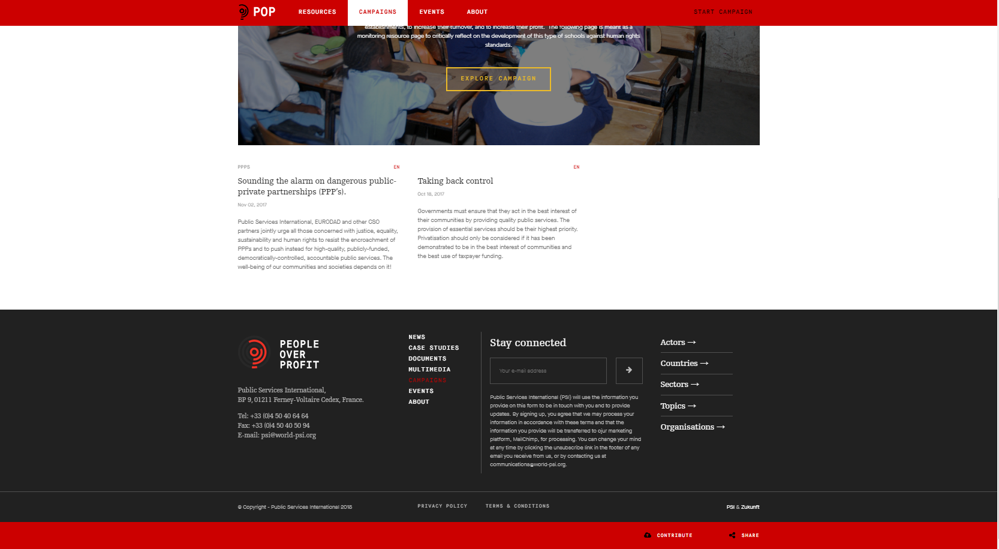 POP
RESOURCES
CAMPAIGNS
EVENTS
ABOUT
START CAMPAIGN
establishments, to increase their turnover, and to increase their profit. The following page is meant as a
monitoring resource page to critically reflect on the development of this type of schools against human rights
standards.
EXPLORE CAMPAIGN
PPPS
EN
Sounding the alarm on dangerous public-
private partnerships (PPP's).
Nov 02, 2017
Public Services International, EURODAD and other CSO
partners jointly urge all those concerned with justice, equality,
sustainability and human rights to resist the encroachment of
PPPs and to push instead for high-quality, publicly-funded,
democratically-controlled, accountable public services. The
well-being of our communities and societies depends on it!
EN
Taking back control
Oct 18, 2017
Governments must ensure that they act in the best interest of
their communities by providing quality public services. The
provision of essential services should be their highest priority.
Privatisation should only be considered if it has been
demonstrated to be in the best interest of communities and
the best use of taxpayer funding.
PEOPLE
OVER
PROFIT
Public Services International,
BP 9, 01211 Ferney-Voltaire Cedex, France.
Tel: +33 (0)4 50 40 64 64
Fax: +33 (0)4 50 40 50 94
E-mail: psi@world-psi.org
NEWS
CASE STUDIES
DOCUMENTS
MULTIMEDIA
CAMPAIGNS
EVENTS
ABOUT
Stay connected
Your e-mail address
Public Services International (PSI) will use the information you
provide on this form to be in touch with you and to provide
updates. By signing up, you agree that we may process your
information in accordance with these terms and that the
information you provide will be transferred to ojur marketing
platform, MailChimp, for processing. You can change your mind
at any time by clicking the unsubscribe link in the footer of any
email you receive from us, or by contacting us at
communications@world-psi.org.
Actors →
Countries →
Sectors →
Topics →
Organisations →
© Copyright - Public Services International 2018
PRIVACY POLICY
TERMS & CONDITIONS
PSI & Zukunft
CONTRIBUTE
SHARE